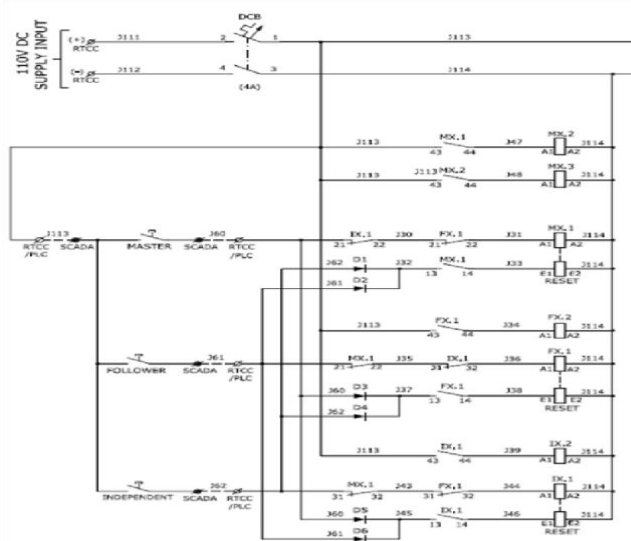 DCB
110V DC
SUPPLY INPUT
(+) RTCC J111 2 1 J113
(-) RTCC J112 4 3 J114
(4A)
J113 MX.1 43 44 J47 MX.2 A1 A2 J114
J113 J113 MX.2 43 44 J48 MX.3 A1 A2 J114
J113 RTCC /PLC SCADA MASTER SCADA J60 RTCC /PLC IX.1 21 22 J30 FX.1 21 22 J31 MX.1 A1 A2 J114
J62 D1 J32 MX.1 13 14 J33 E1 E2 J114
J61 D2 RESET
J113 FX.1 43 44 J34 FX.2 A1 A2 J114
FOLLOWER SCADA J61 RTCC /PLC MX.1 21 22 J35 IX.1 31 32 J36 FX.1 A1 A2 J114
J60 D3 J37 FX.1 13 14 J38 E1 E2 J114
J62 D4 RESET
J113 IX.1 43 44 J39 IX.2 A1 A2 J114
INDEPENDENT SCADA J62 RTCC /PLC MX.1 31 32 J43 FX.1 31 32 J44 IX.1 A1 A2 J114
J60 D5 J45 IX.1 13 14 J46 E1 E2 J114
J61 D6 RESET